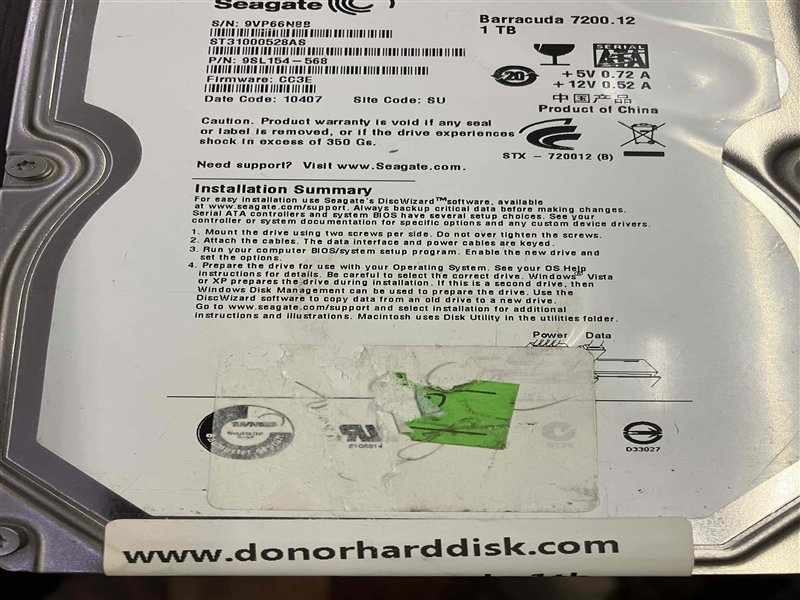 Seagate
S/N: 9VP66N8B
ST31000528AS
P/N: 9SL154-568
Firmware: CC3E
Date Code: 10407 Site Code: SU
Barracuda 7200.12
1 TB
SERIAL
ATA
20
+5V 0.72 A
+12V 0.52 A
中国产品
Product of China
Caution. Product warranty is void if any seal
or label is removed, or if the drive experiences
shock in excess of 350 Gs.
STX - 720012 (B)
Need support? Visit www.Seagate.com.
Installation Summary
For easy installation use Seagate's DiscWizard™software, available
at www.seagate.com/support. Always backup critical data before making changes.
Serial ATA controllers and system BIOS have several setup choices. See your
controller or system documentation for specific options and any custom device drivers.
1. Mount the drive using two screws per side. Do not over tighten the screws.
2. Attach the cables. The data interface and power cables are keyed.
3. Run your computer BIOS/system setup program. Enable the new drive and
set the options.
4. Prepare the drive for use with your Operating System. See your OS Help
instructions for details. Be careful to select the correct drive. Windows® Vista
or XP prepares the drive during installation. If this is a second drive, then
Windows Disk Management can be used to prepare the drive. Use the
DiscWizard software to copy data from an old drive to a new drive.
Go to www.seagate.com/support and select installation for additional
instructions and illustrations. Macintosh uses Disk Utility in the utilities folder.
Power Data
D33027
www.donorharddisk.com